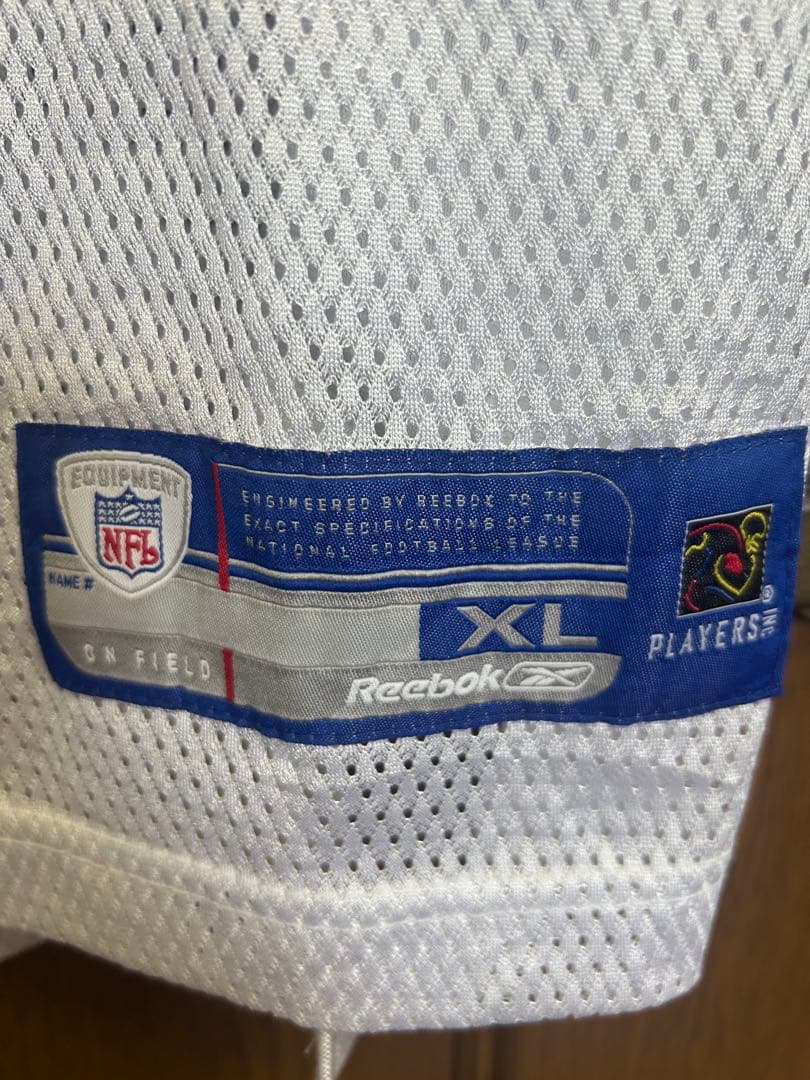 EQUIPMENT
NFL
ENGINEERED BY REEBOK TO THE
EXACT SPECIFICATIONS OF THE
NATIONAL FOOTBALL LEAGUE
NAME #
XL
ON FIELD
Reebok
PLAYERS INC
®